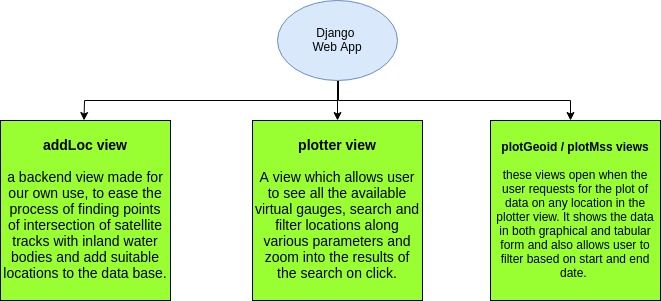 Django
Web App
addLoc view
a backend view made for
our own use, to ease the
process of finding points
of intersection of satellite
tracks with inland water
bodies and add suitable
locations to the data base.
plotter view
A view which allows user
to see all the available
virtual gauges, search and
filter locations along
various parameters and
zoom into the results of
the search on click.
plotGeoid / plotMss views
these views open when the
user requests for the plot of
data on any location in the
plotter view. It shows the data
in both graphical and tabular
form and also allows user to
filter based on start and end
date.